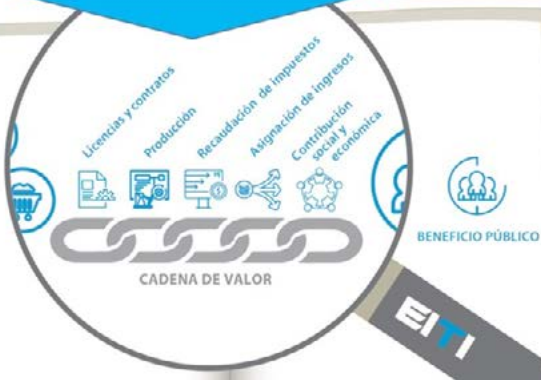 Licencias y contratos
Producción
Recaudación de impuestos
Asignación de ingresos
Contribución
social y
económica
CADENA DE VALOR
BENEFICIO PÚBLICO
EITI